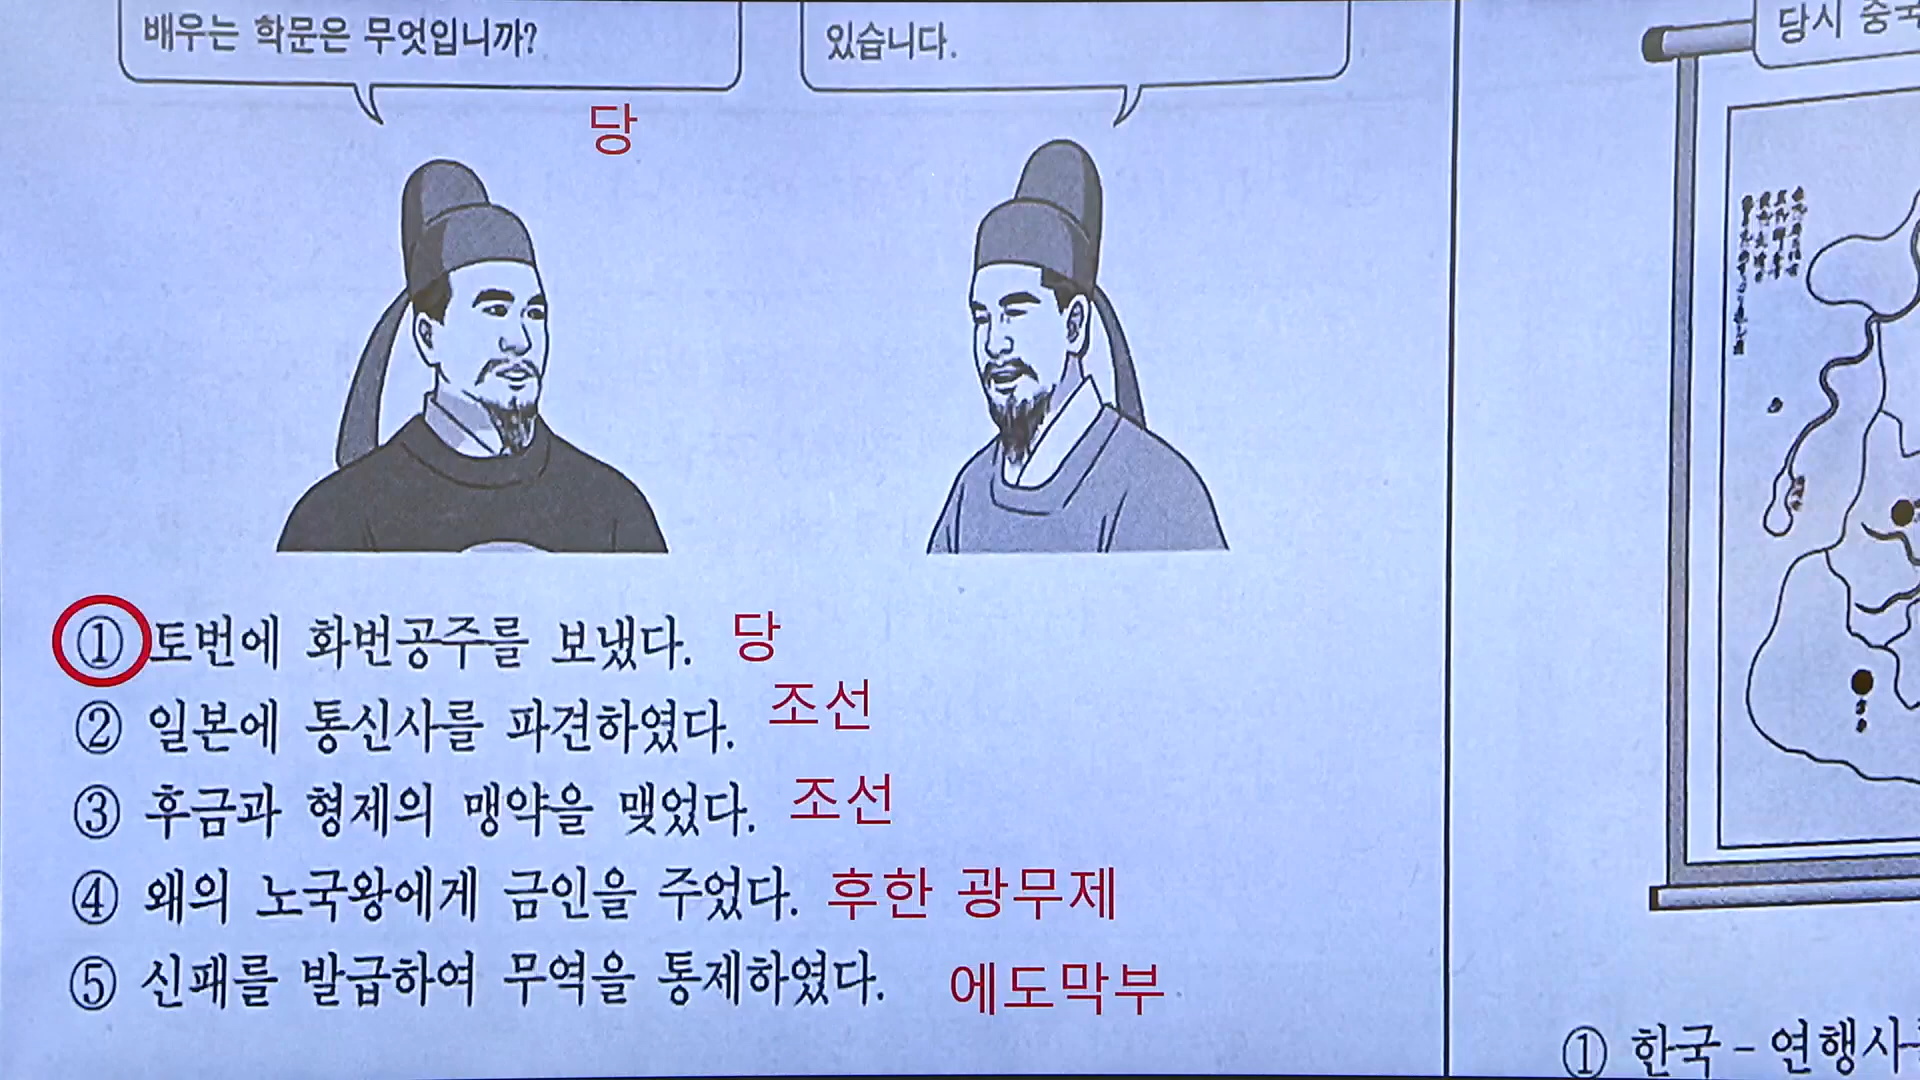 배우는 학문은 무엇입니까?
있습니다.
당
① 토번에 화번공주를 보냈다. 당
② 일본에 통신사를 파견하였다. 조선
③ 후금과 형제의 맹약을 맺었다. 조선
④ 왜의 노국왕에게 금인을 주었다. 후한 광무제
⑤ 신패를 발급하여 무역을 통제하였다. 에도막부
당시 중국
① 한국 – 연행사